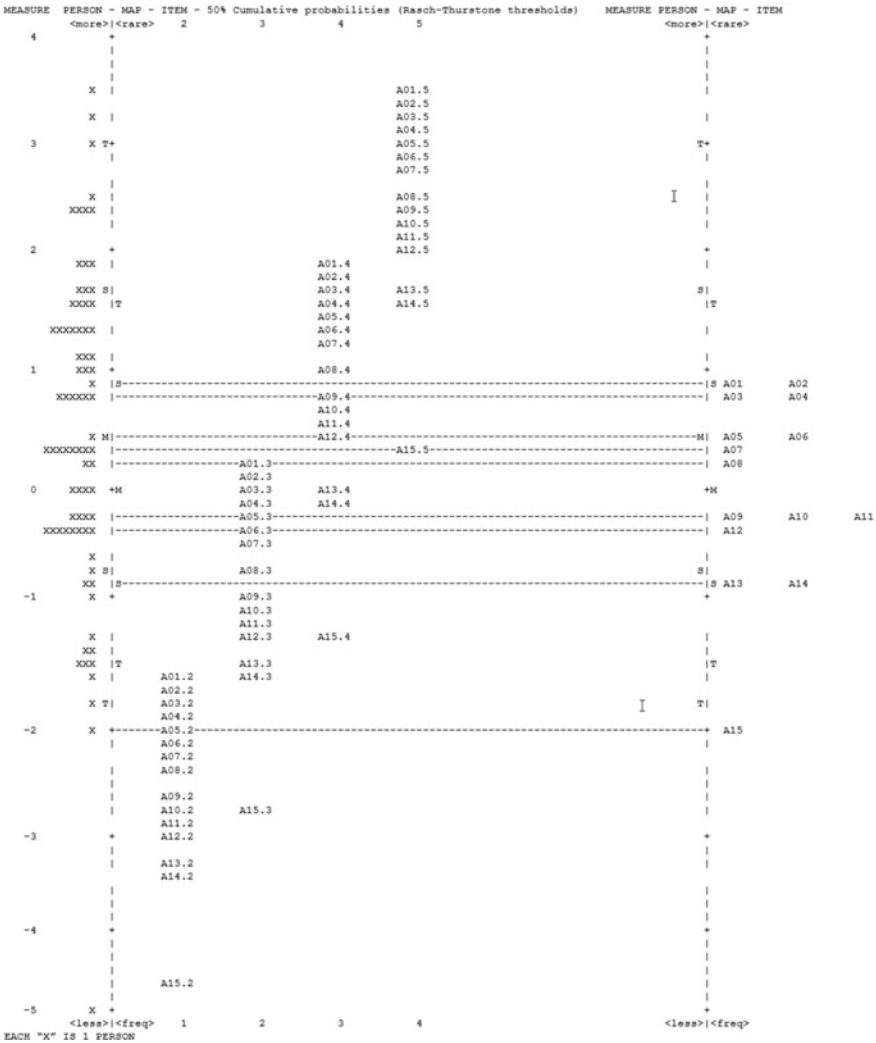 MEASURE PERSON - MAP - ITEM - 50% Cumulative probabilities (Rasch-Thurstone thresholds) MEASURE PERSON - MAP - ITEM
<more>|<rare> 2 3 4 5 <more>|<rare>
4 + +
| |
| |
| |
X | A01.5 |
A02.5
X | A03.5 |
A04.5
3 X T+ A05.5 T+
| A06.5 |
A07.5
| |
X | A08.5 |
XXXX | A09.5 |
| A10.5 |
A11.5
2 + A12.5 +
XXX | A01.4 |
A02.4
XXX S| A03.4 A13.5 S|
XXXX |T A04.4 A14.5 |T
A05.4
XXXXXXX | A06.4 |
A07.4
XXX | |
1 XXX + A08.4 +
X |S---|S A01 A02
XXXXXX |---A09.4---| A03 A04
A10.4
A11.4
X M|---A12.4---M| A05 A06
XXXXXXXX |---A15.5---| A07
XX |---A01.3---| A08
A02.3
0 XXXX +M A03.3 A13.4 +M
A04.3 A14.4
XXXX |---A05.3---| A09 A10 A11
XXXXXXXX |---A06.3---| A12
A07.3
X | |
X S| A08.3 S|
XX |S---|S A13 A14
-1 X + A09.3 +
A10.3
A11.3
X | A12.3 A15.4 |
XX | |
XXX |T A13.3 |T
X | A01.2 A14.3 |
A02.2
X T| A03.2 T|
A04.2
-2 X +---A05.2---+ A15
| A06.2 |
A07.2
| A08.2 |
| |
| A09.2 |
| A10.2 A15.3 |
A11.2
-3 + A12.2 +
| A13.2 |
| A14.2 |
| |
| |
| |
-4 + +
| |
| |
| |
| A15.2 |
| |
-5 X + +
<less>|<freq> 1 2 3 4 <less>|<freq>
EACH "X" IS 1 PERSON